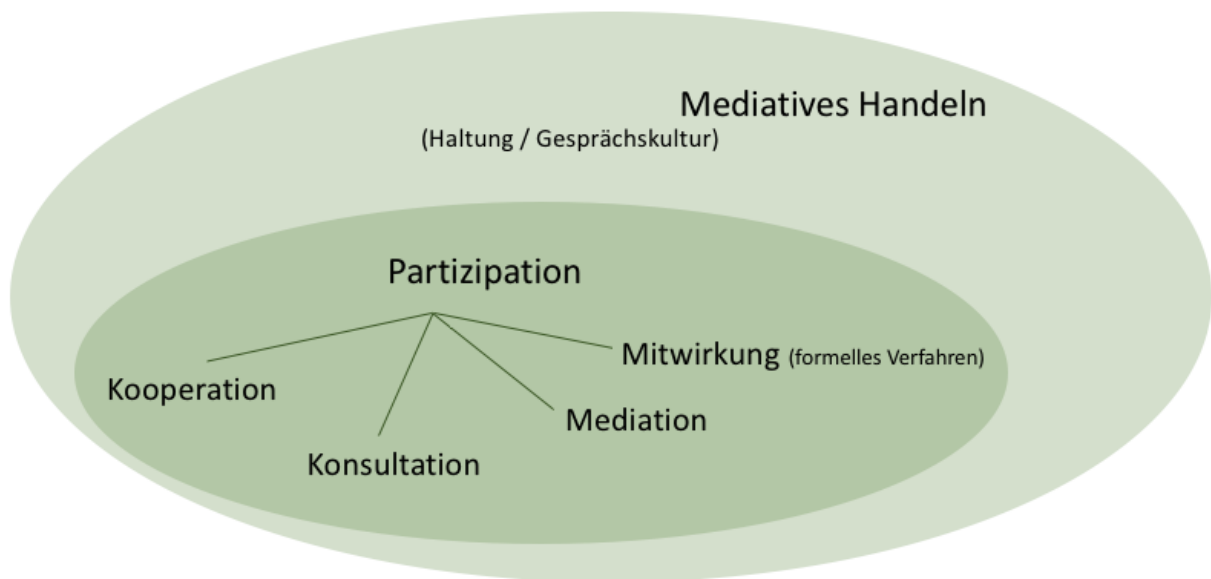 Mediatives Handeln
(Haltung / Gesprächskultur)
Partizipation
Mitwirkung (formelles Verfahren)
Kooperation
Mediation
Konsultation